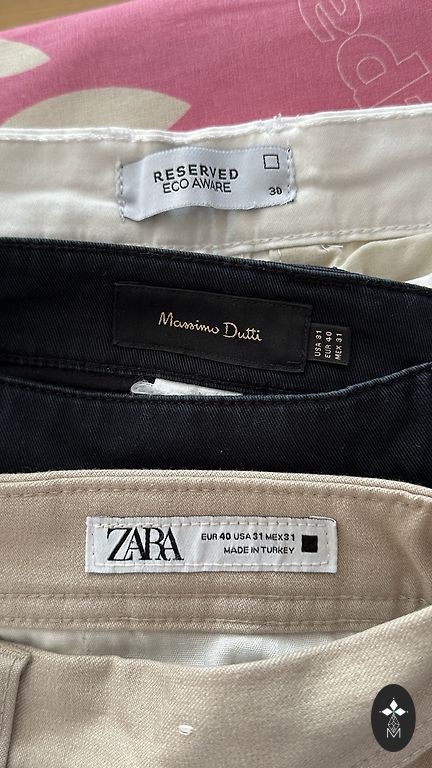 RESERVED
ECO AWARE
30
Massimo Dutti
USA 31
EUR 40
MEX 31
ZARA
EUR 40 USA 31 MEX 31
MADE IN TURKEY
M